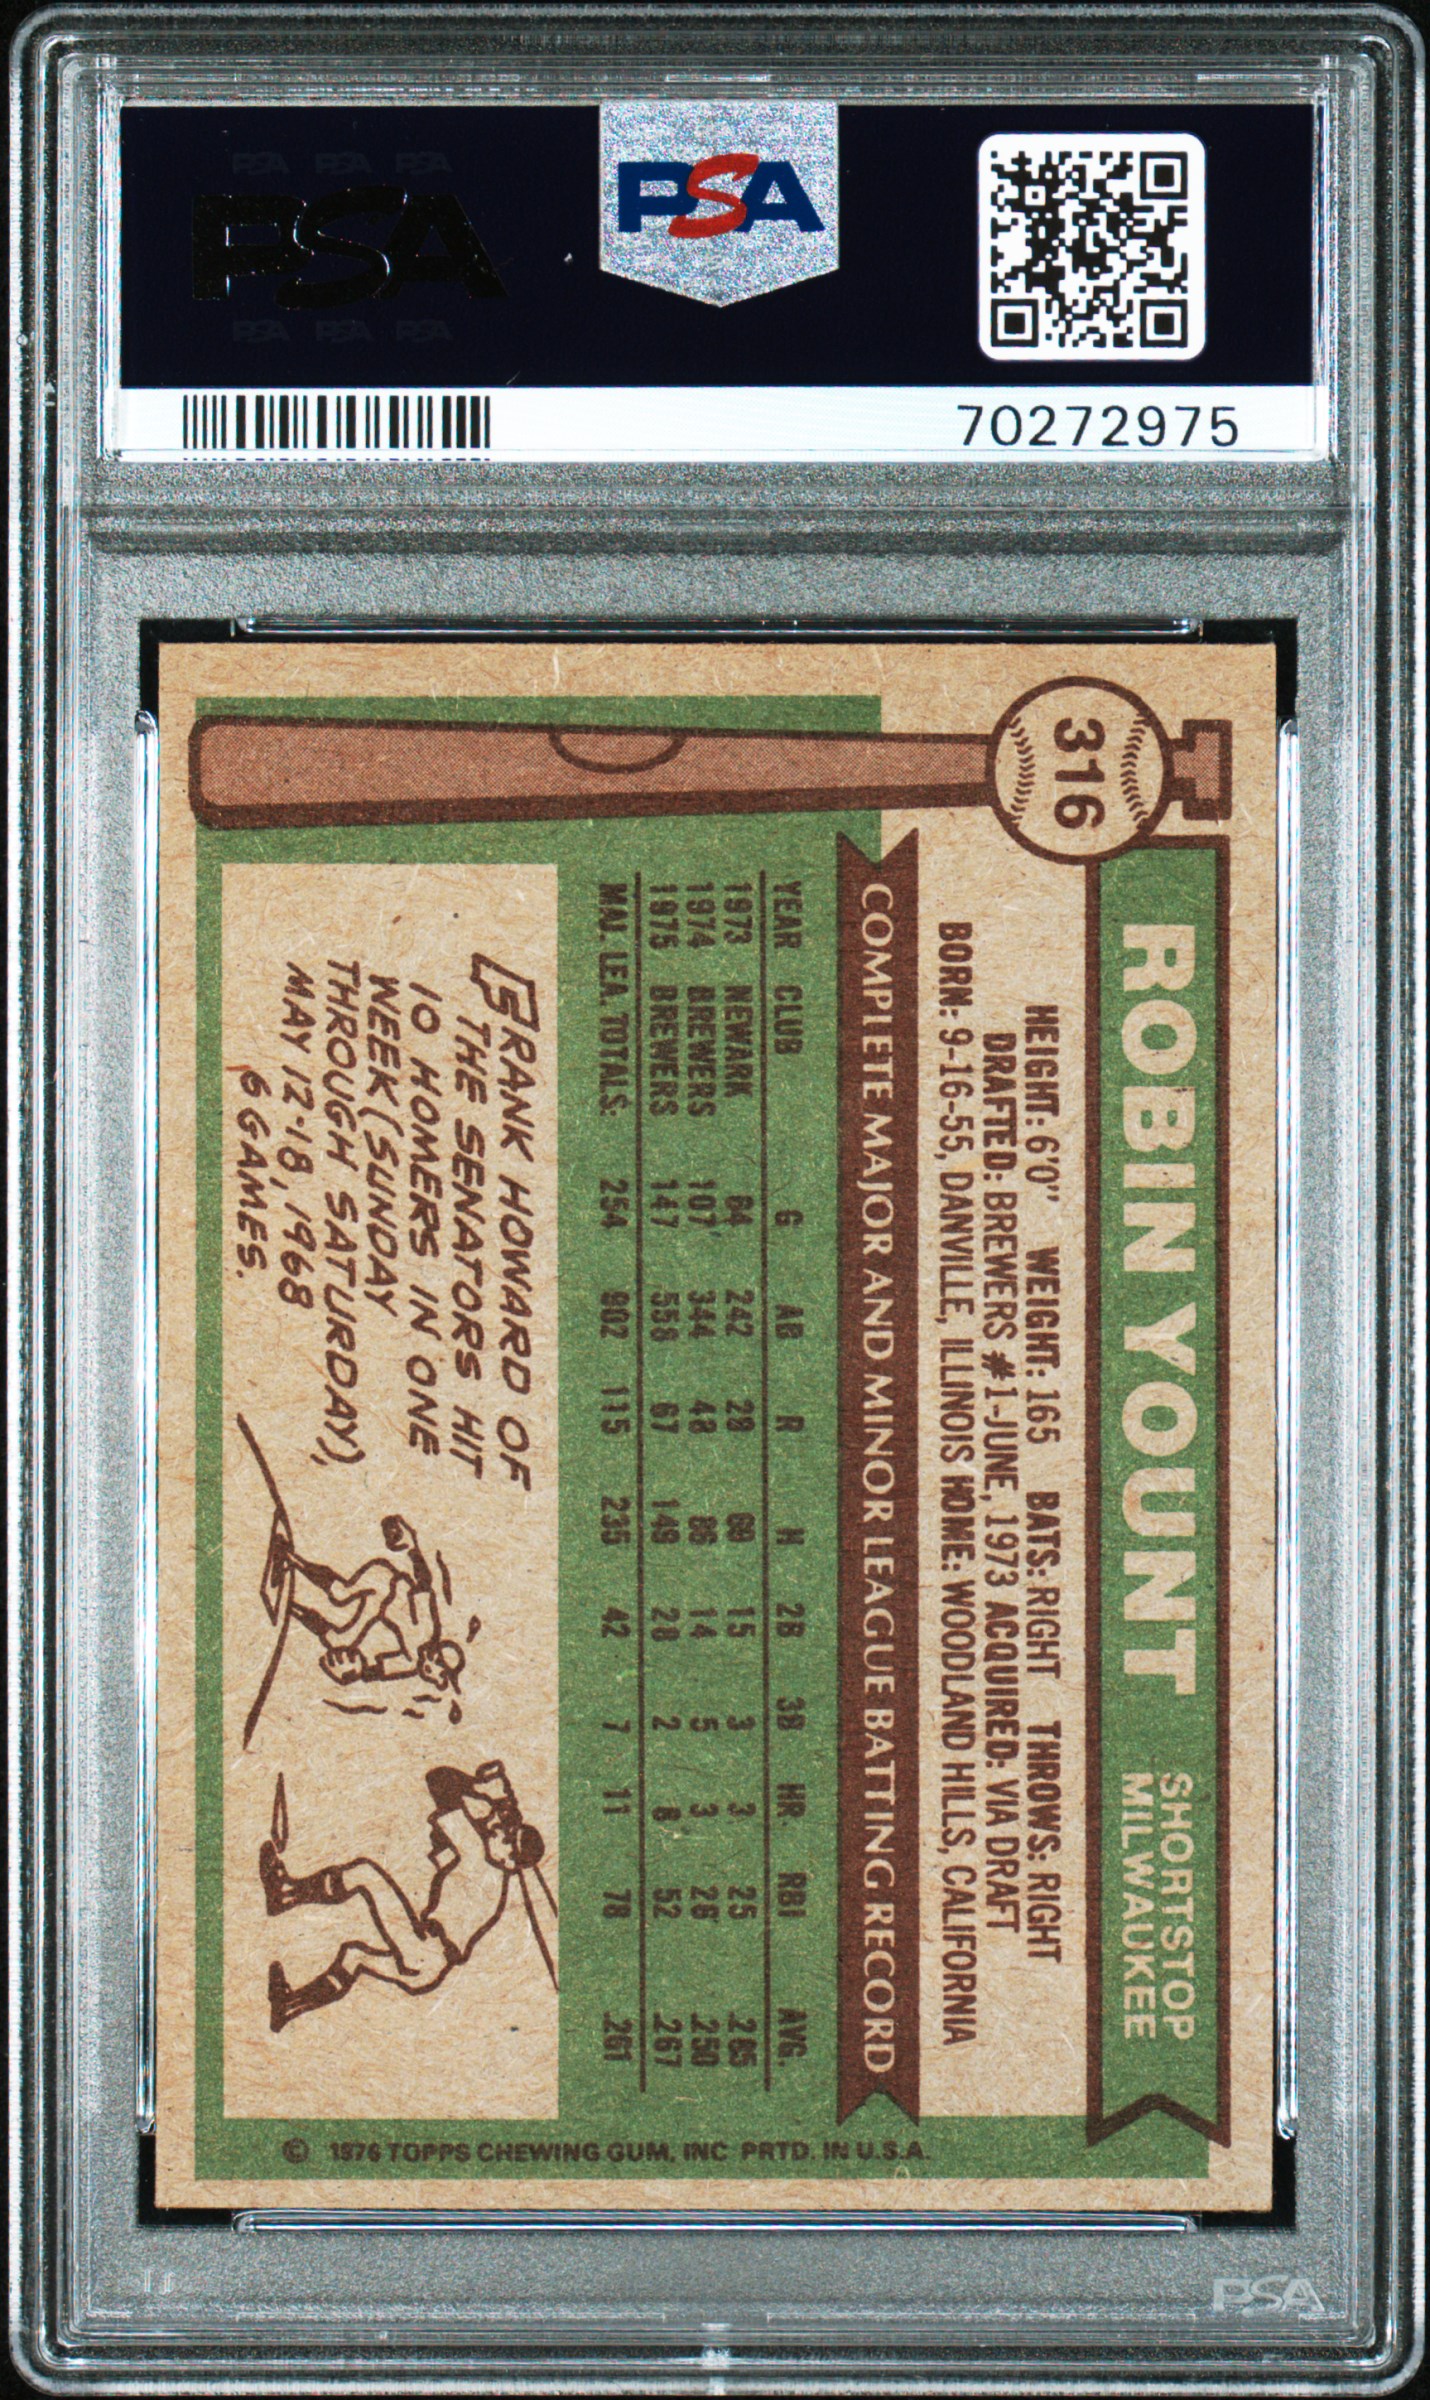 PSA PSA PSA
PSA
PSA PSA PSA
PSA
70272975
316
ROBIN YOUNT
SHORTSTOP
MILWAUKEE
HEIGHT: 6'0" WEIGHT: 165 BATS: RIGHT THROWS: RIGHT
DRAFTED: BREWERS #1-JUNE, 1973 ACQUIRED: VIA DRAFT
BORN: 9-16-55, DANVILLE, ILLINOIS HOME: WOODLAND HILLS, CALIFORNIA
COMPLETE MAJOR AND MINOR LEAGUE BATTING RECORD
YEAR CLUB G AB R H 2B 3B HR RBI AVG.
1973 NEWARK 64 242 29 69 15 3 3 25 .285
1974 BREWERS 107 344 48 86 14 5 3 26 .250
1975 BREWERS 147 558 67 149 28 2 8 52 .267
MAJ. LEA. TOTALS: 254 902 115 235 42 7 11 78 .261
FRANK HOWARD OF
THE SENATORS HIT
10 HOMERS IN ONE
WEEK (SUNDAY
THROUGH SATURDAY),
MAY 12-18, 1968
6 GAMES.
© 1976 TOPPS CHEWING GUM, INC PRTD. IN U.S.A.
PSA